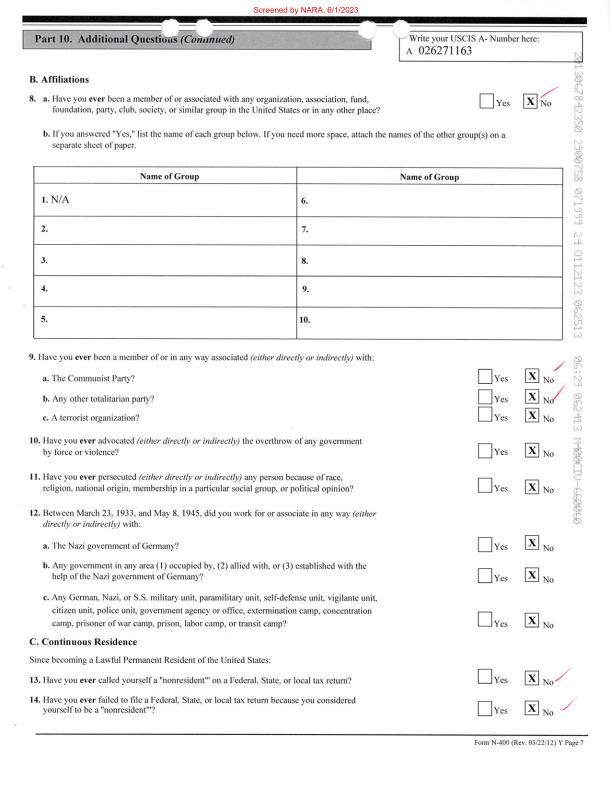 Screened by NARA, 6/1/2023
Part 10. Additional Questions (Continued)
Write your USCIS A- Number here:
A 026271163
B. Affiliations
8. a. Have you ever been a member of or associated with any organization, association, fund,
foundation, party, club, society, or similar group in the United States or in any other place?
Yes X No
b. If you answered "Yes," list the name of each group below. If you need more space, attach the names of the other group(s) on a
separate sheet of paper.
Name of Group Name of Group
1. N/A 6.
2. 7.
3. 8.
4. 9.
5. 10.
9. Have you ever been a member of or in any way associated (either directly or indirectly) with:
a. The Communist Party? Yes X No
b. Any other totalitarian party? Yes X No
c. A terrorist organization? Yes X No
10. Have you ever advocated (either directly or indirectly) the overthrow of any government
by force or violence? Yes X No
11. Have you ever persecuted (either directly or indirectly) any person because of race,
religion, national origin, membership in a particular social group, or political opinion? Yes X No
12. Between March 23, 1933, and May 8, 1945, did you work for or associate in any way (either
directly or indirectly) with:
a. The Nazi government of Germany? Yes X No
b. Any government in any area (1) occupied by, (2) allied with, or (3) established with the
help of the Nazi government of Germany? Yes X No
c. Any German, Nazi, or S.S. military unit, paramilitary unit, self-defense unit, vigilante unit,
citizen unit, police unit, government agency or office, extermination camp, concentration
camp, prisoner of war camp, prison, labor camp, or transit camp? Yes X No
C. Continuous Residence
Since becoming a Lawful Permanent Resident of the United States:
13. Have you ever called yourself a "nonresident"' on a Federal, State, or local tax return? Yes X No
14. Have you ever failed to file a Federal, State, or local tax return because you considered
yourself to be a "nonresident"'? Yes X No
Form N-400 (Rev. 03/22/12) Y Page 7